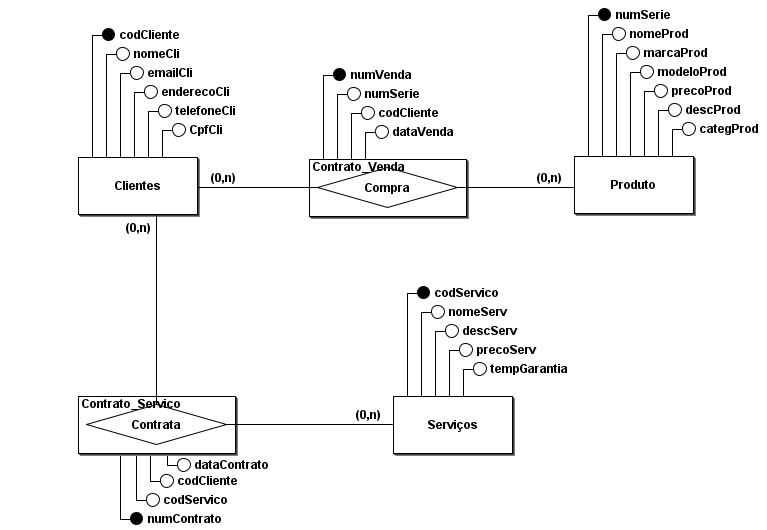 codCliente
nomeCli
emailCli
enderecoCli
telefoneCli
CpfCli
Clientes
(0,n)
(0,n)
numVenda
numSerie
codCliente
dataVenda
Contrato_Venda
Compra
(0,n)
numSerie
nomeProd
marcaProd
modeloProd
precoProd
descProd
categProd
Produto
codServico
nomeServ
descServ
precoServ
tempGarantia
Contrato_Servico
Contrata
(0,n)
Serviços
dataContrato
codCliente
codServico
numContrato